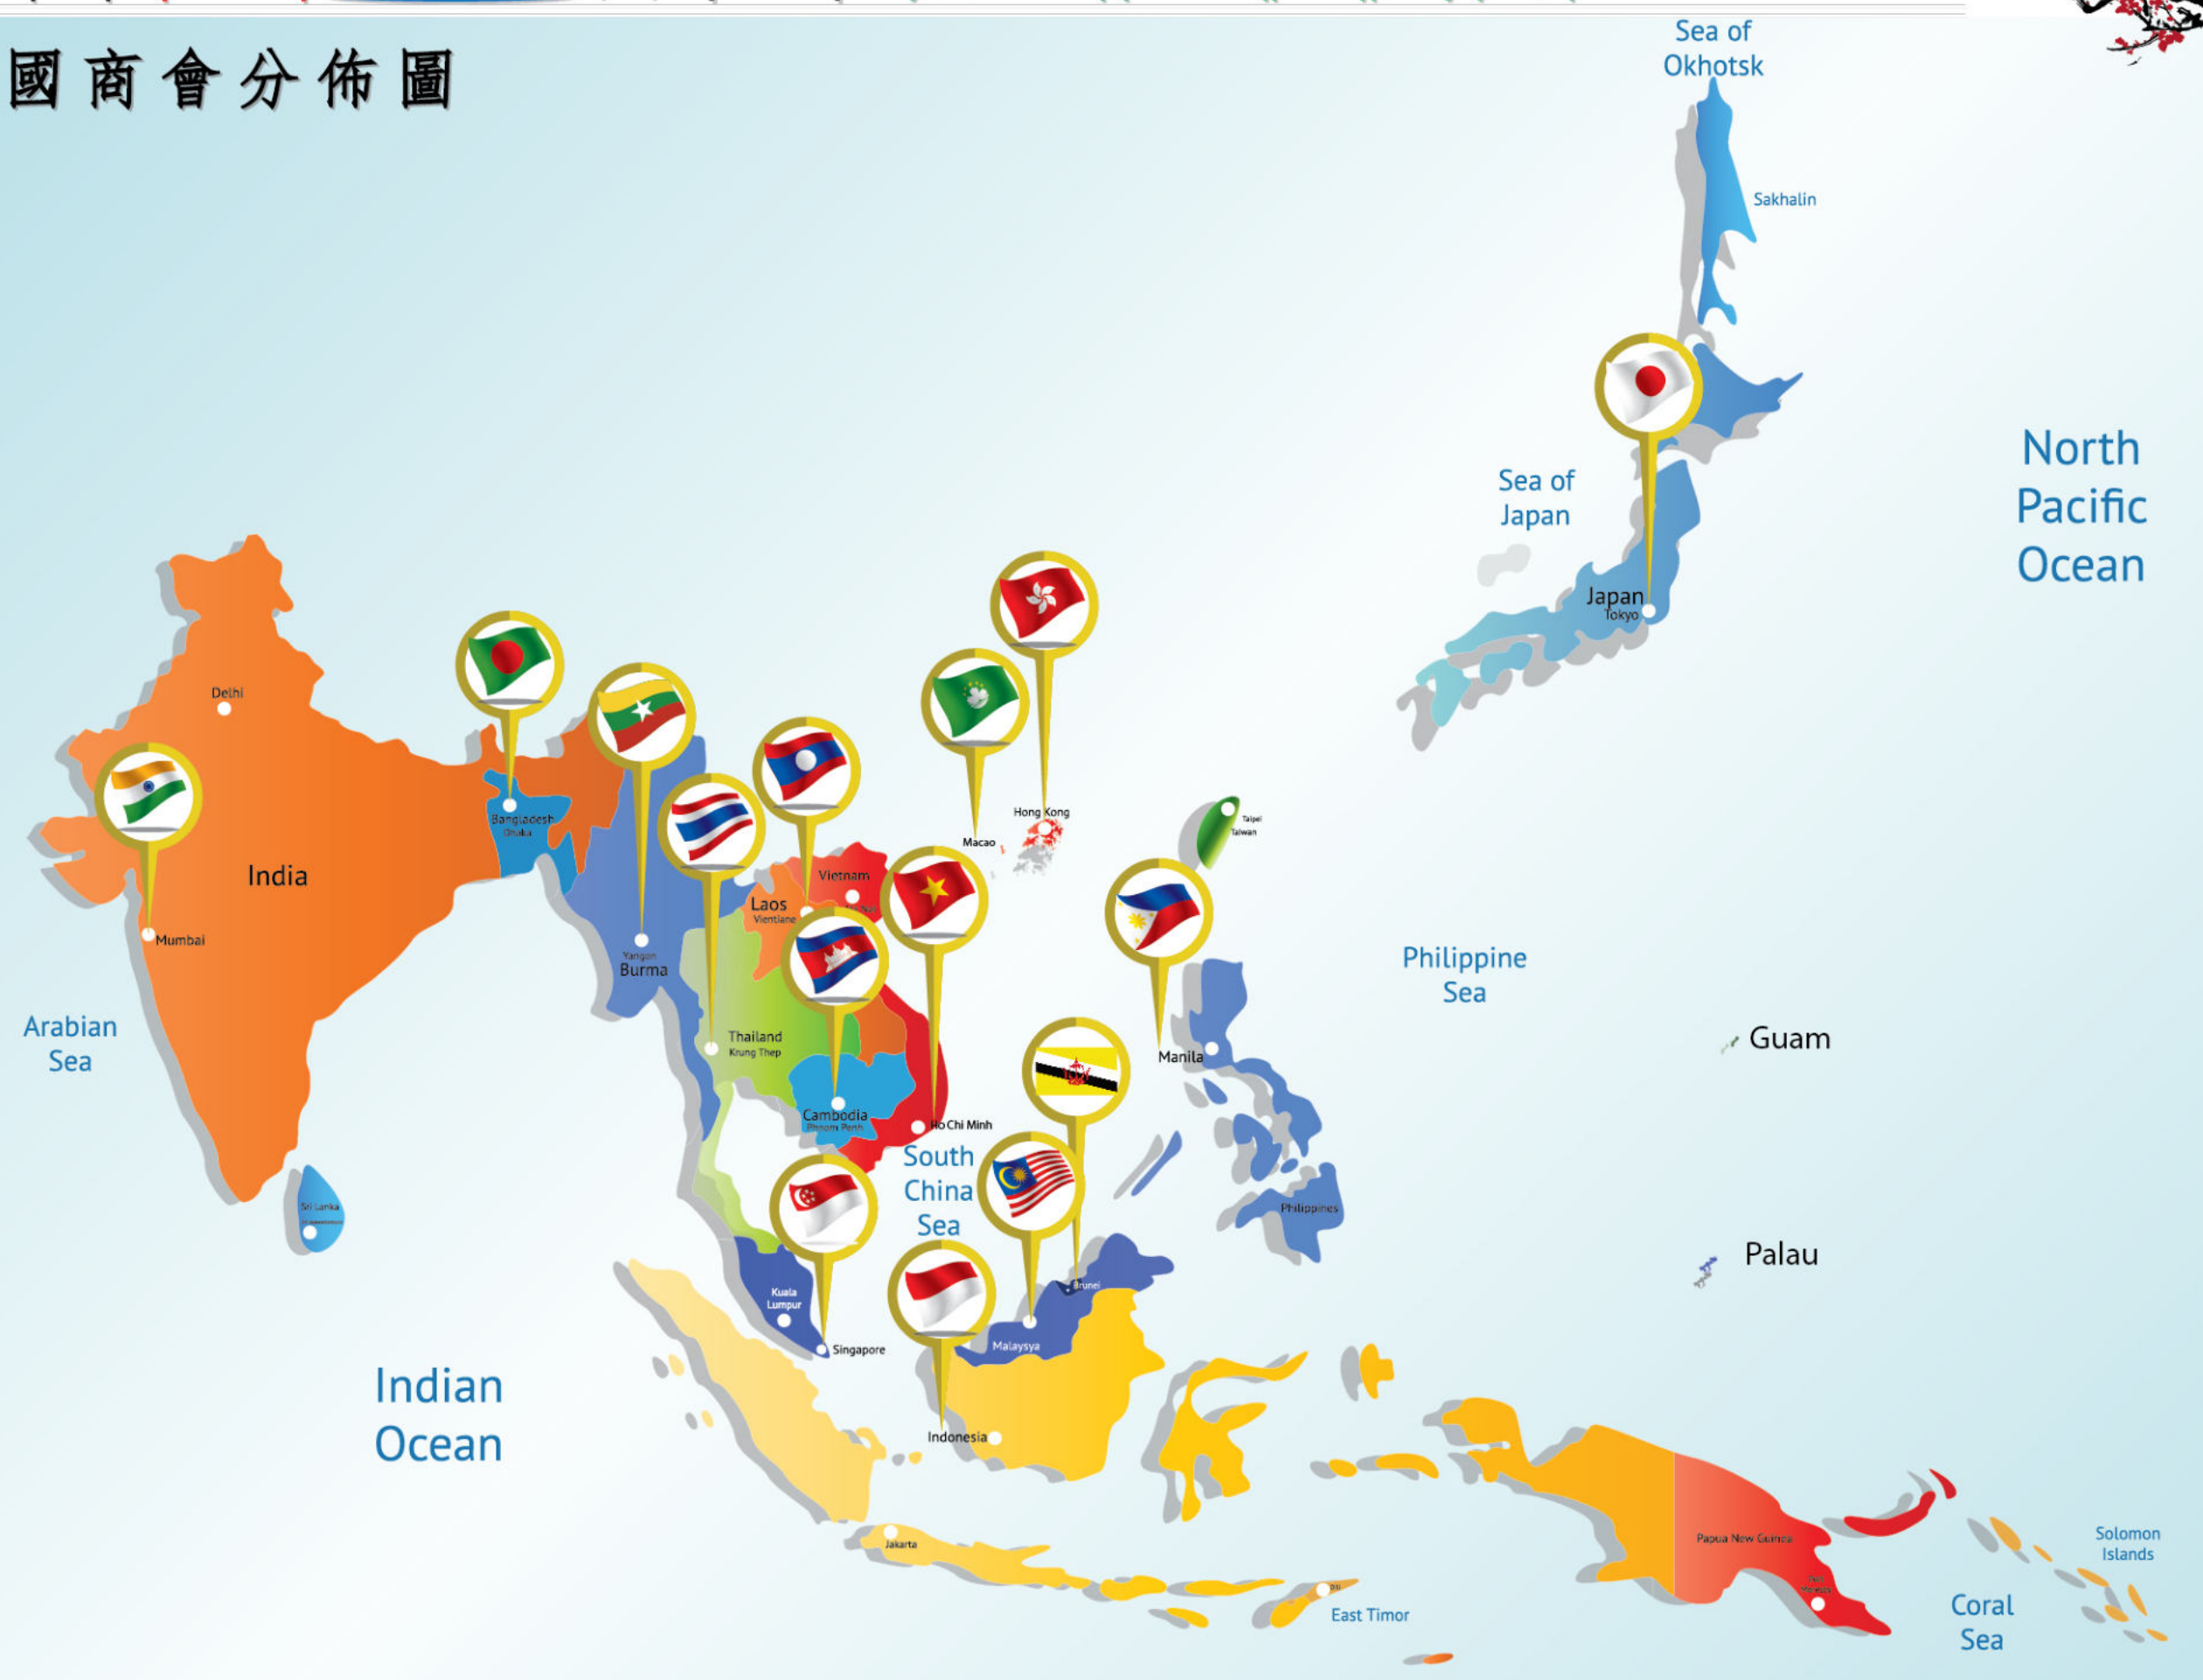 國商會分佈圖
Sea of
Okhotsk
Sakhalin
North
Pacific
Ocean
Sea of
Japan
Japan
Tokyo
Delhi
India
Mumbai
Bangladesh
Dhaka
Yangon
Burma
Hong Kong
Macao
Taipei
Taiwan
Vietnam
Laos
Vientiane
Thailand
Krung Thep
Cambodia
Phnom Penh
Ho Chi Minh
South
China
Sea
Manila
Philippines
Philippine
Sea
Guam
Palau
Arabian
Sea
Sri Lanka
Indian
Ocean
Kuala
Lumpur
Singapore
Brunei
Malaysya
Indonesia
Jakarta
East Timor
Papua New Guinea
Port
Moresby
Solomon
Islands
Coral
Sea